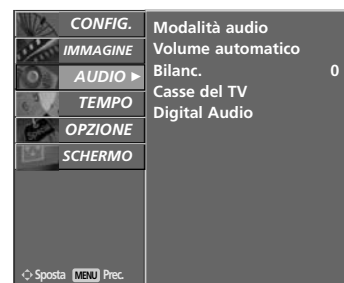 CONFIG.
IMMAGINE
AUDIO ►
TEMPO
OPZIONE
SCHERMO
Modalità audio
Volume automatico
Bilanc. 0
Casse del TV
Digital Audio
Sposta MENU Prec.